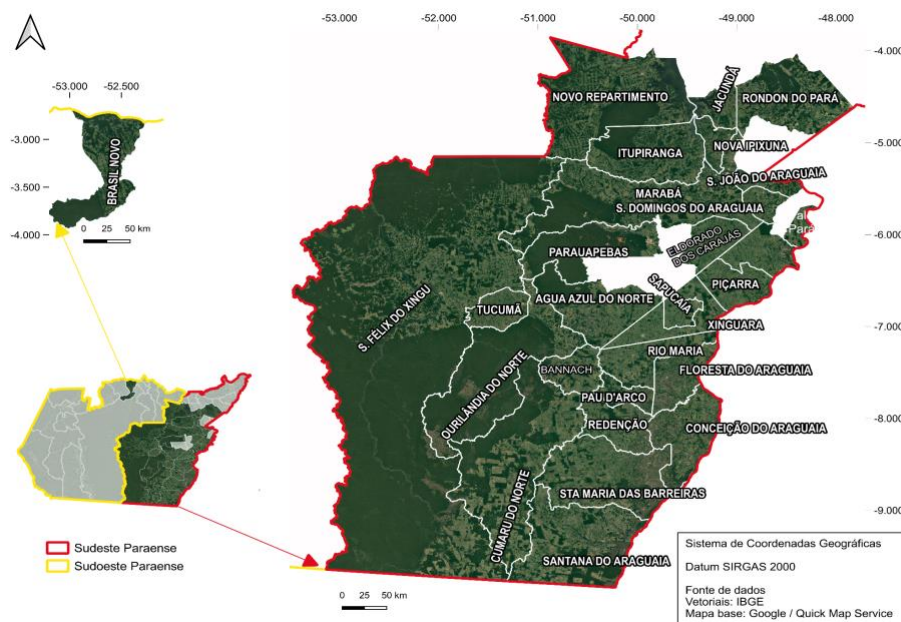 -53.000 -52.000 -51.000 -50.000 -49.000 -48.000
-53.000 -52.500
-3.000
-3.500
-4.000
BRASIL NOVO
0 25 50 km
-4.000
-5.000
-6.000
-7.000
-8.000
-9.000
NOVO REPARTIMENTO
JACUNDÁ
RONDON DO PARÁ
ITUPIRANGA
NOVA IPIXUNA
S. JOÃO DO ARAGUAIA
MARABÁ
S. DOMINGOS DO ARAGUAIA
PARAUAPEBAS
ELDORADO
DOS CARAJÁS
SAPUCAÍA
PIÇARRA
AGUA AZUL DO NORTE
TUCUMÃ
S. FÉLIX DO XINGU
XINGUARA
RIO MARIA
BANNACH
FLORESTA DO ARAGUAIA
OURILÂNDIA DO NORTE
PAU D'ARCO
REDENÇÃO
CONCEIÇÃO DO ARAGUAIA
STA MARIA DAS BARREIRAS
CUMARU DO NORTE
SANTANA DO ARAGUAIA
Sudeste Paraense
Sudoeste Paraense
0 25 50 km
Sistema de Coordenadas Geográficas
Datum SIRGAS 2000
Fonte de dados
Vetoriais: IBGE
Mapa base: Google / Quick Map Service